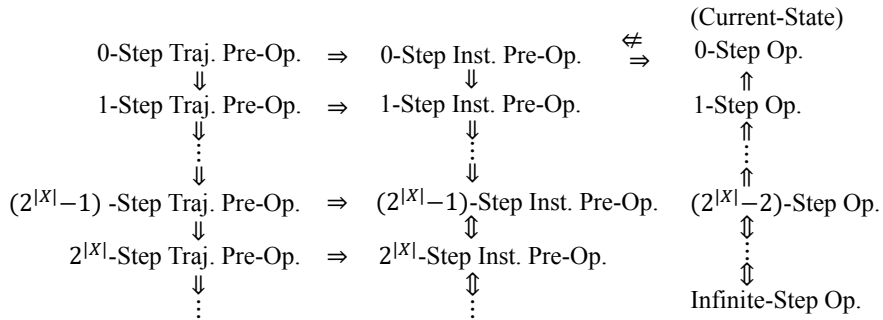 (Current-State)
0-Step Traj. Pre-Op. ⇒ 0-Step Inst. Pre-Op. ⇍ ⇒ 0-Step Op.
⇓ ⇓ ⇑
1-Step Traj. Pre-Op. ⇒ 1-Step Inst. Pre-Op. 1-Step Op.
⇓ ⇓ ⇑
⋮ ⋮ ⋮
⇓ ⇓ ⇑
(2^{|X|}−1) -Step Traj. Pre-Op. ⇒ (2^{|X|}−1)-Step Inst. Pre-Op. (2^{|X|}−2)-Step Op.
⇓ ⇕ ⇕
2^{|X|}-Step Traj. Pre-Op. ⇒ 2^{|X|}-Step Inst. Pre-Op. ⋮
⇓ ⇕ ⇕
⋮ ⋮ Infinite-Step Op.